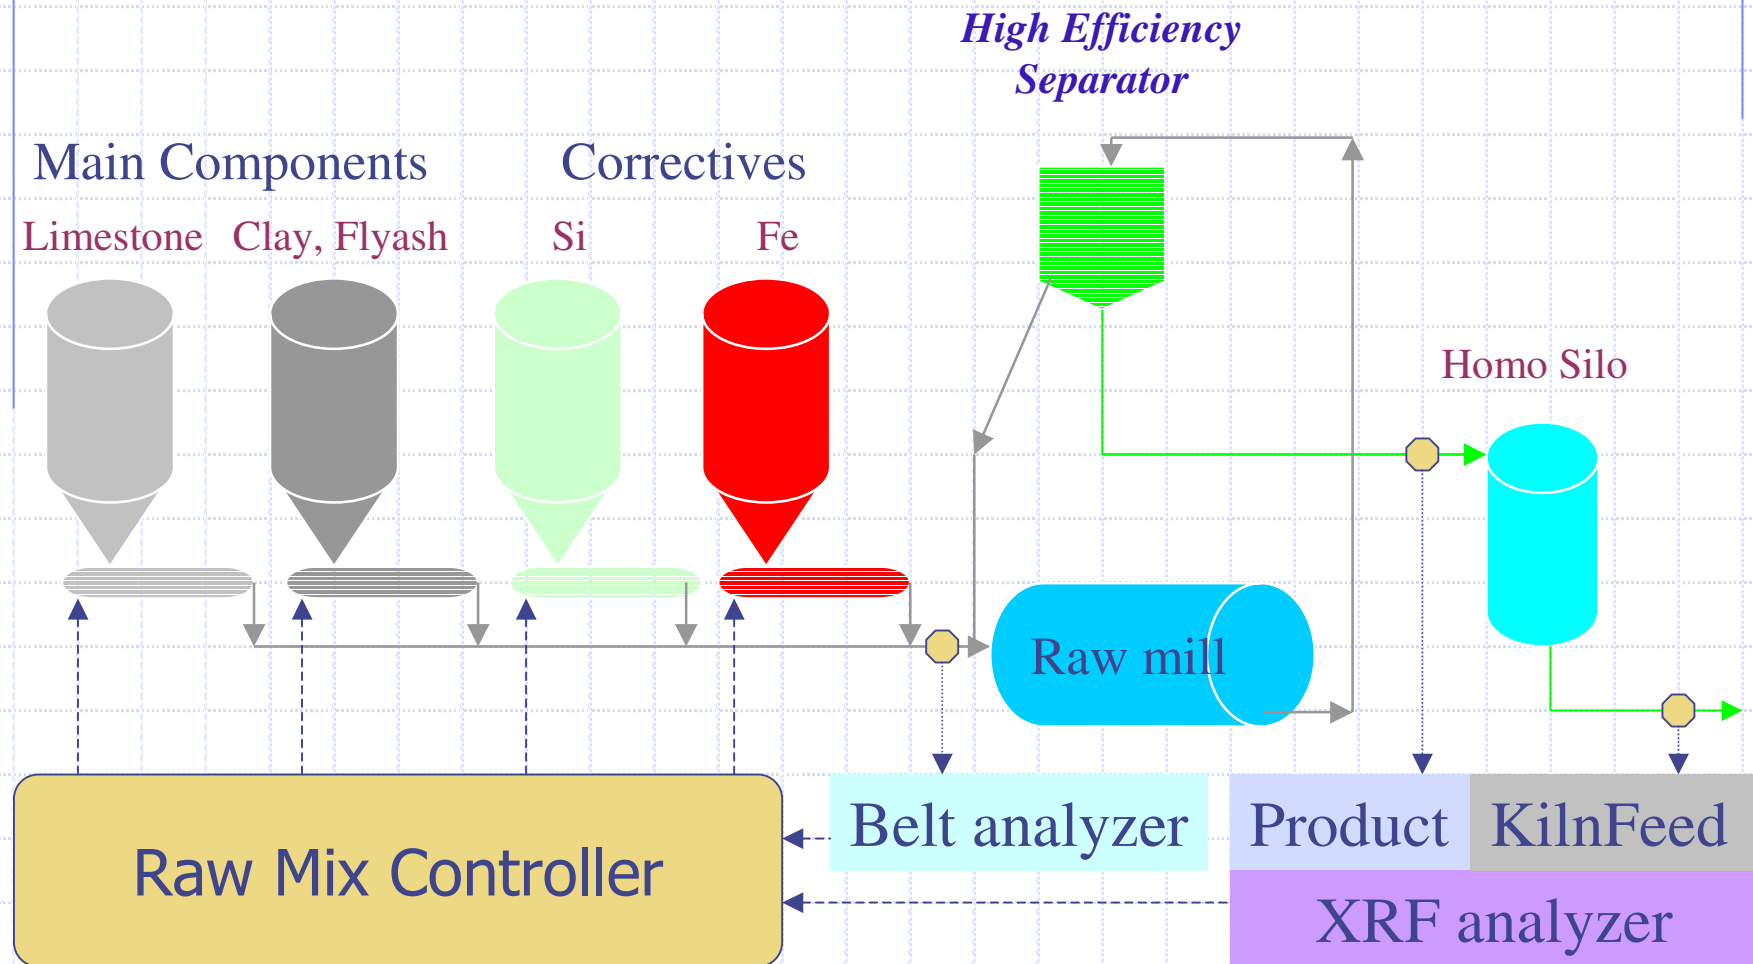 High Efficiency
Separator
Main Components
Correctives
Limestone
Clay, Flyash
Si
Fe
Homo Silo
Raw mill
Belt analyzer
Product
KilnFeed
Raw Mix Controller
XRF analyzer